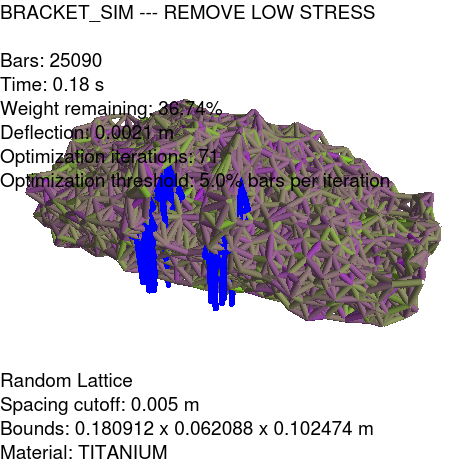 BRACKET_SIM --- REMOVE LOW STRESS
Bars: 25090
Time: 0.18 s
Weight remaining: 36.74%
Deflection: 0.0021 m
Optimization iterations: 71
Optimization threshold: 5.0% bars per iteration
Random Lattice
Spacing cutoff: 0.005 m
Bounds: 0.180912 x 0.062088 x 0.102474 m
Material: TITANIUM